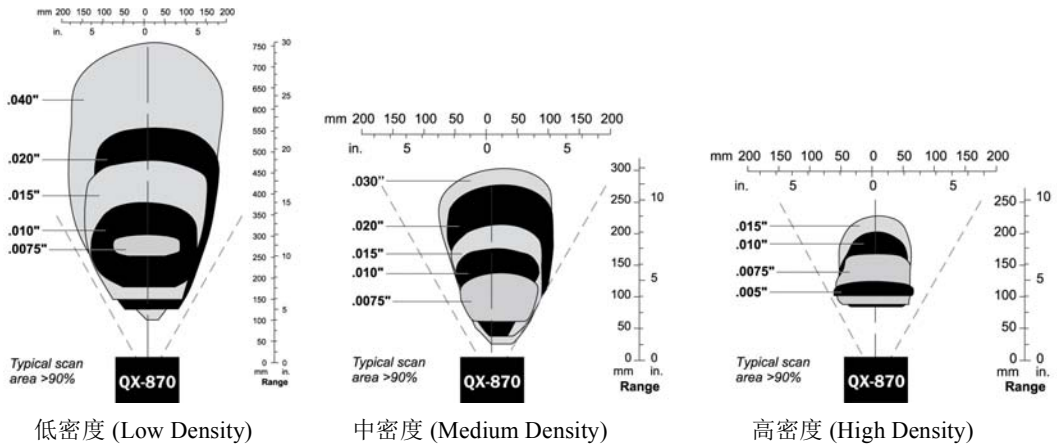 mm 200 150 100 50 0 50 100 150 200
in. 5 0 5
750 30
700
650
600 25
550
500 20
450
400
350 15
300
250 10
200
150 5
100
50
0 0
mm in.
Range
.040"
.020"
.015"
.010"
.0075"
Typical scan
area >90%
QX-870
低密度 (Low Density)
mm 200 150 100 50 0 50 100 150 200
in. 5 0 5
300
250 10
200
150 5
100
50
0 0
mm in.
Range
.030"
.020"
.015"
.010"
.0075"
Typical scan
area >90%
QX-870
中密度 (Medium Density)
mm 200 150 100 50 0 50 100 150 200
in. 5 0 5
250 10
200
150 5
100
50
0 0
mm in.
Range
.015"
.010"
.0075"
.005"
Typical scan
area >90%
QX-870
高密度 (High Density)